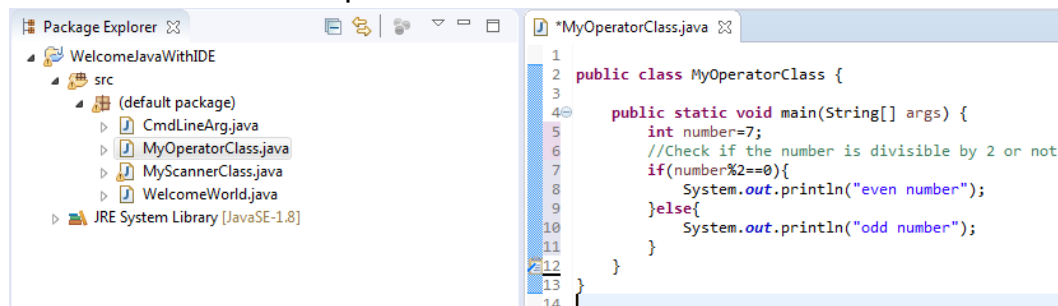 Package Explorer
WelcomeJavaWithIDE
src
(default package)
CmdLineArg.java
MyOperatorClass.java
MyScannerClass.java
WelcomeWorld.java
JRE System Library [JavaSE-1.8]
*MyOperatorClass.java
1
2 public class MyOperatorClass {
3
4 public static void main(String[] args) {
5 int number=7;
6 //Check if the number is divisible by 2 or not
7 if(number%2==0){
8 System.out.println("even number");
9 }else{
10 System.out.println("odd number");
11 }
12 }
13 }
14